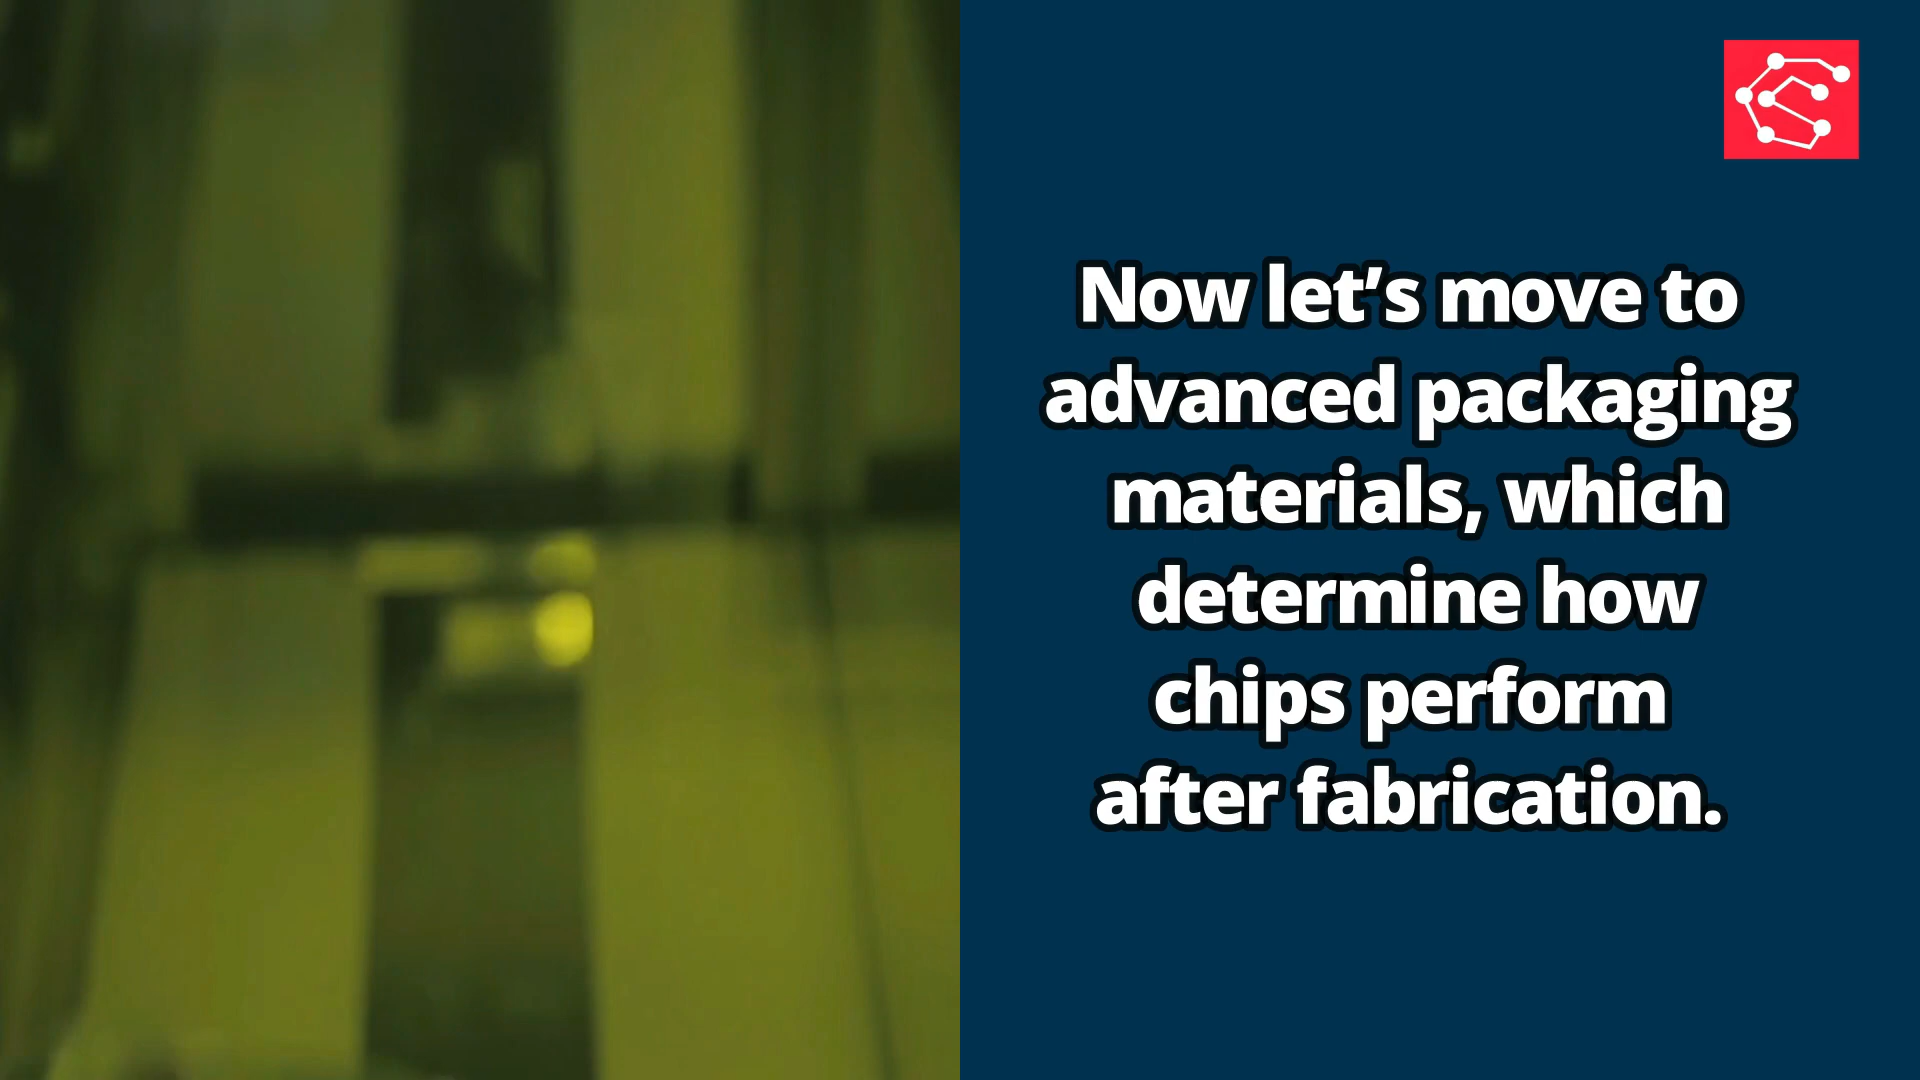 Now let’s move to
advanced packaging
materials, which
determine how
chips perform
after fabrication.